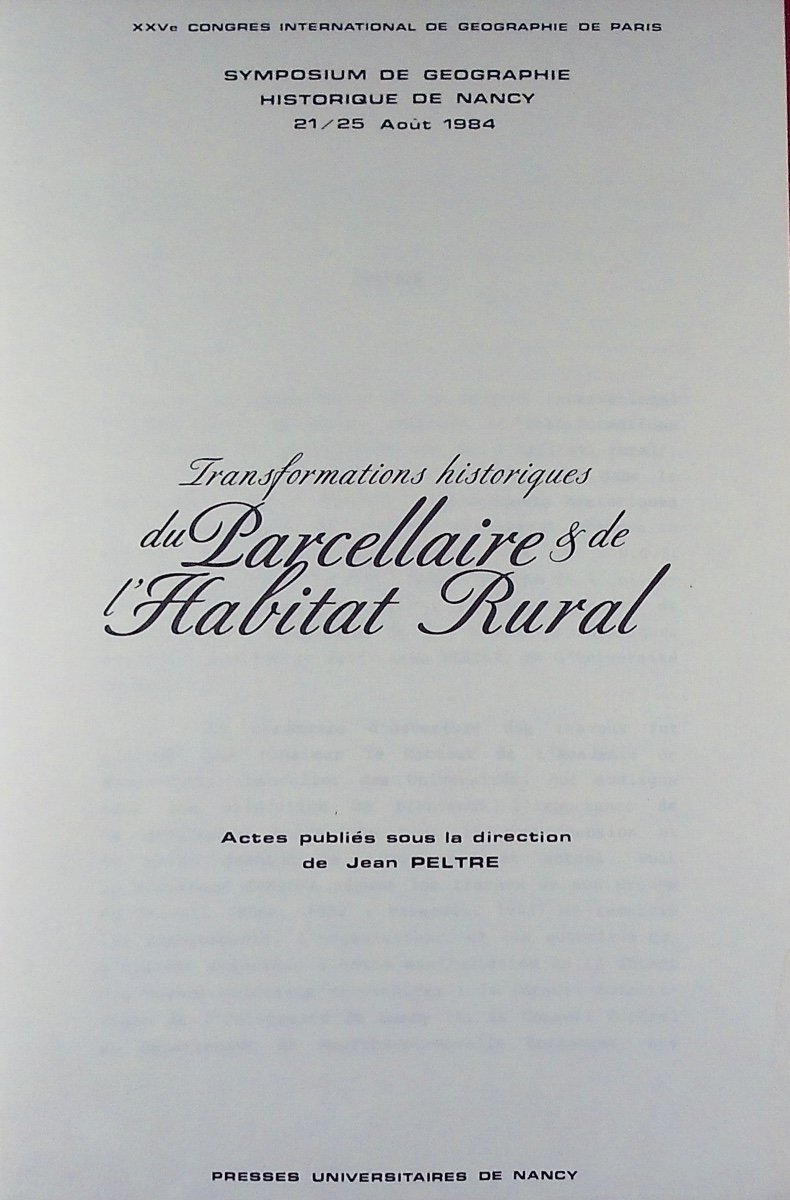 XXVe CONGRES INTERNATIONAL DE GEOGRAPHIE DE PARIS
SYMPOSIUM DE GEOGRAPHIE
HISTORIQUE DE NANCY
21/25 Août 1984
Transformations historiques
du Parcellaire & de
l'Habitat Rural
Actes publiés sous la direction
de Jean PELTRE
PRESSES UNIVERSITAIRES DE NANCY